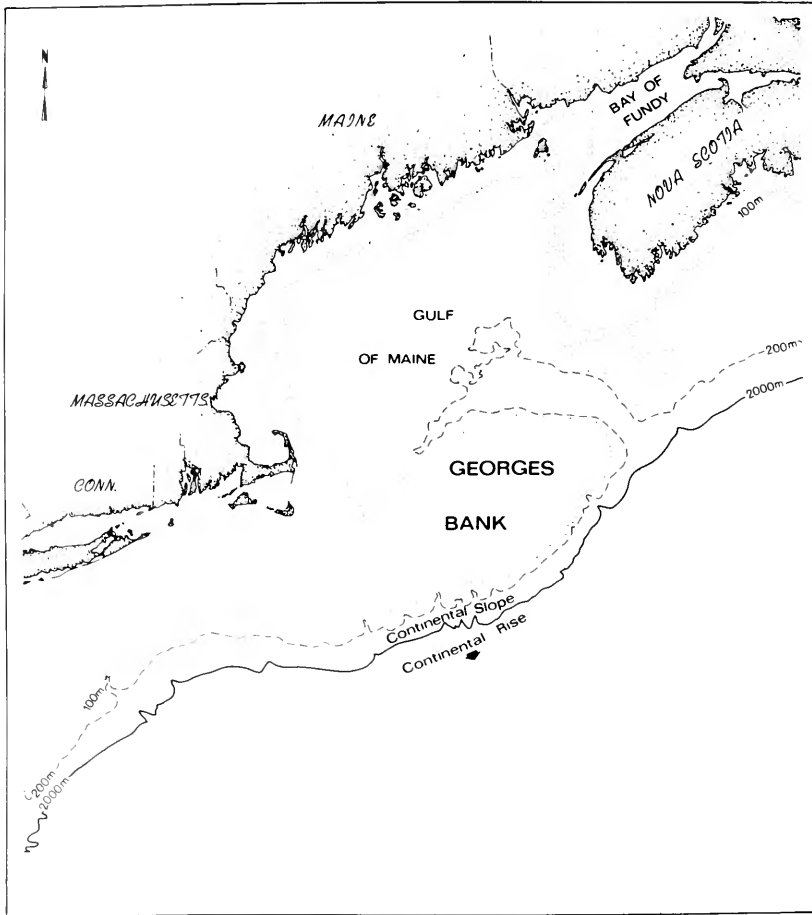 N
MAINE
BAY OF
FUNDY
NOVA SCOTIA
100m
GULF
OF MAINE
200m
2000m
MASSACHUSETTS
CONN.
GEORGES
BANK
Continental Slope
Continental Rise
100m
200m
2000m